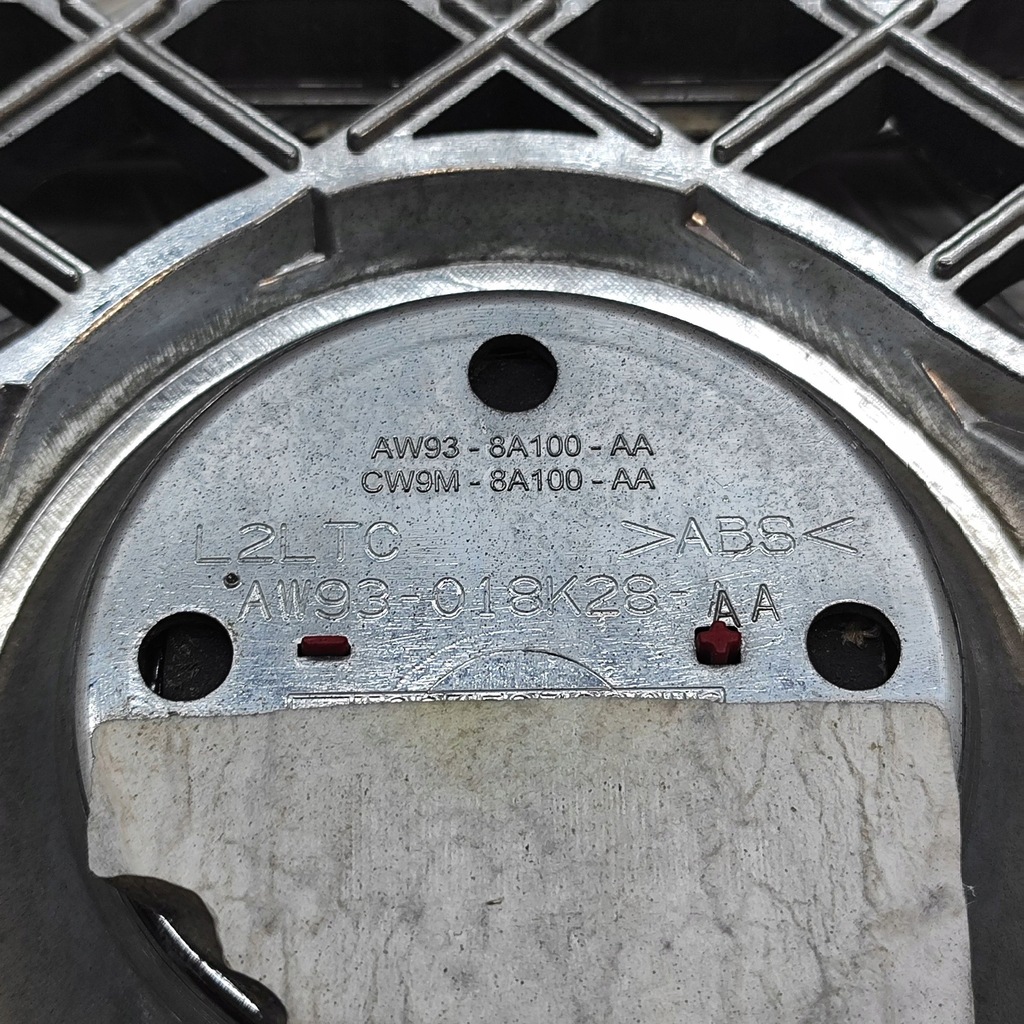 AW93 - 8A100 - AA
CW9M - 8A100 - AA
L2LTC >ABS<
AW93-018K28-AA